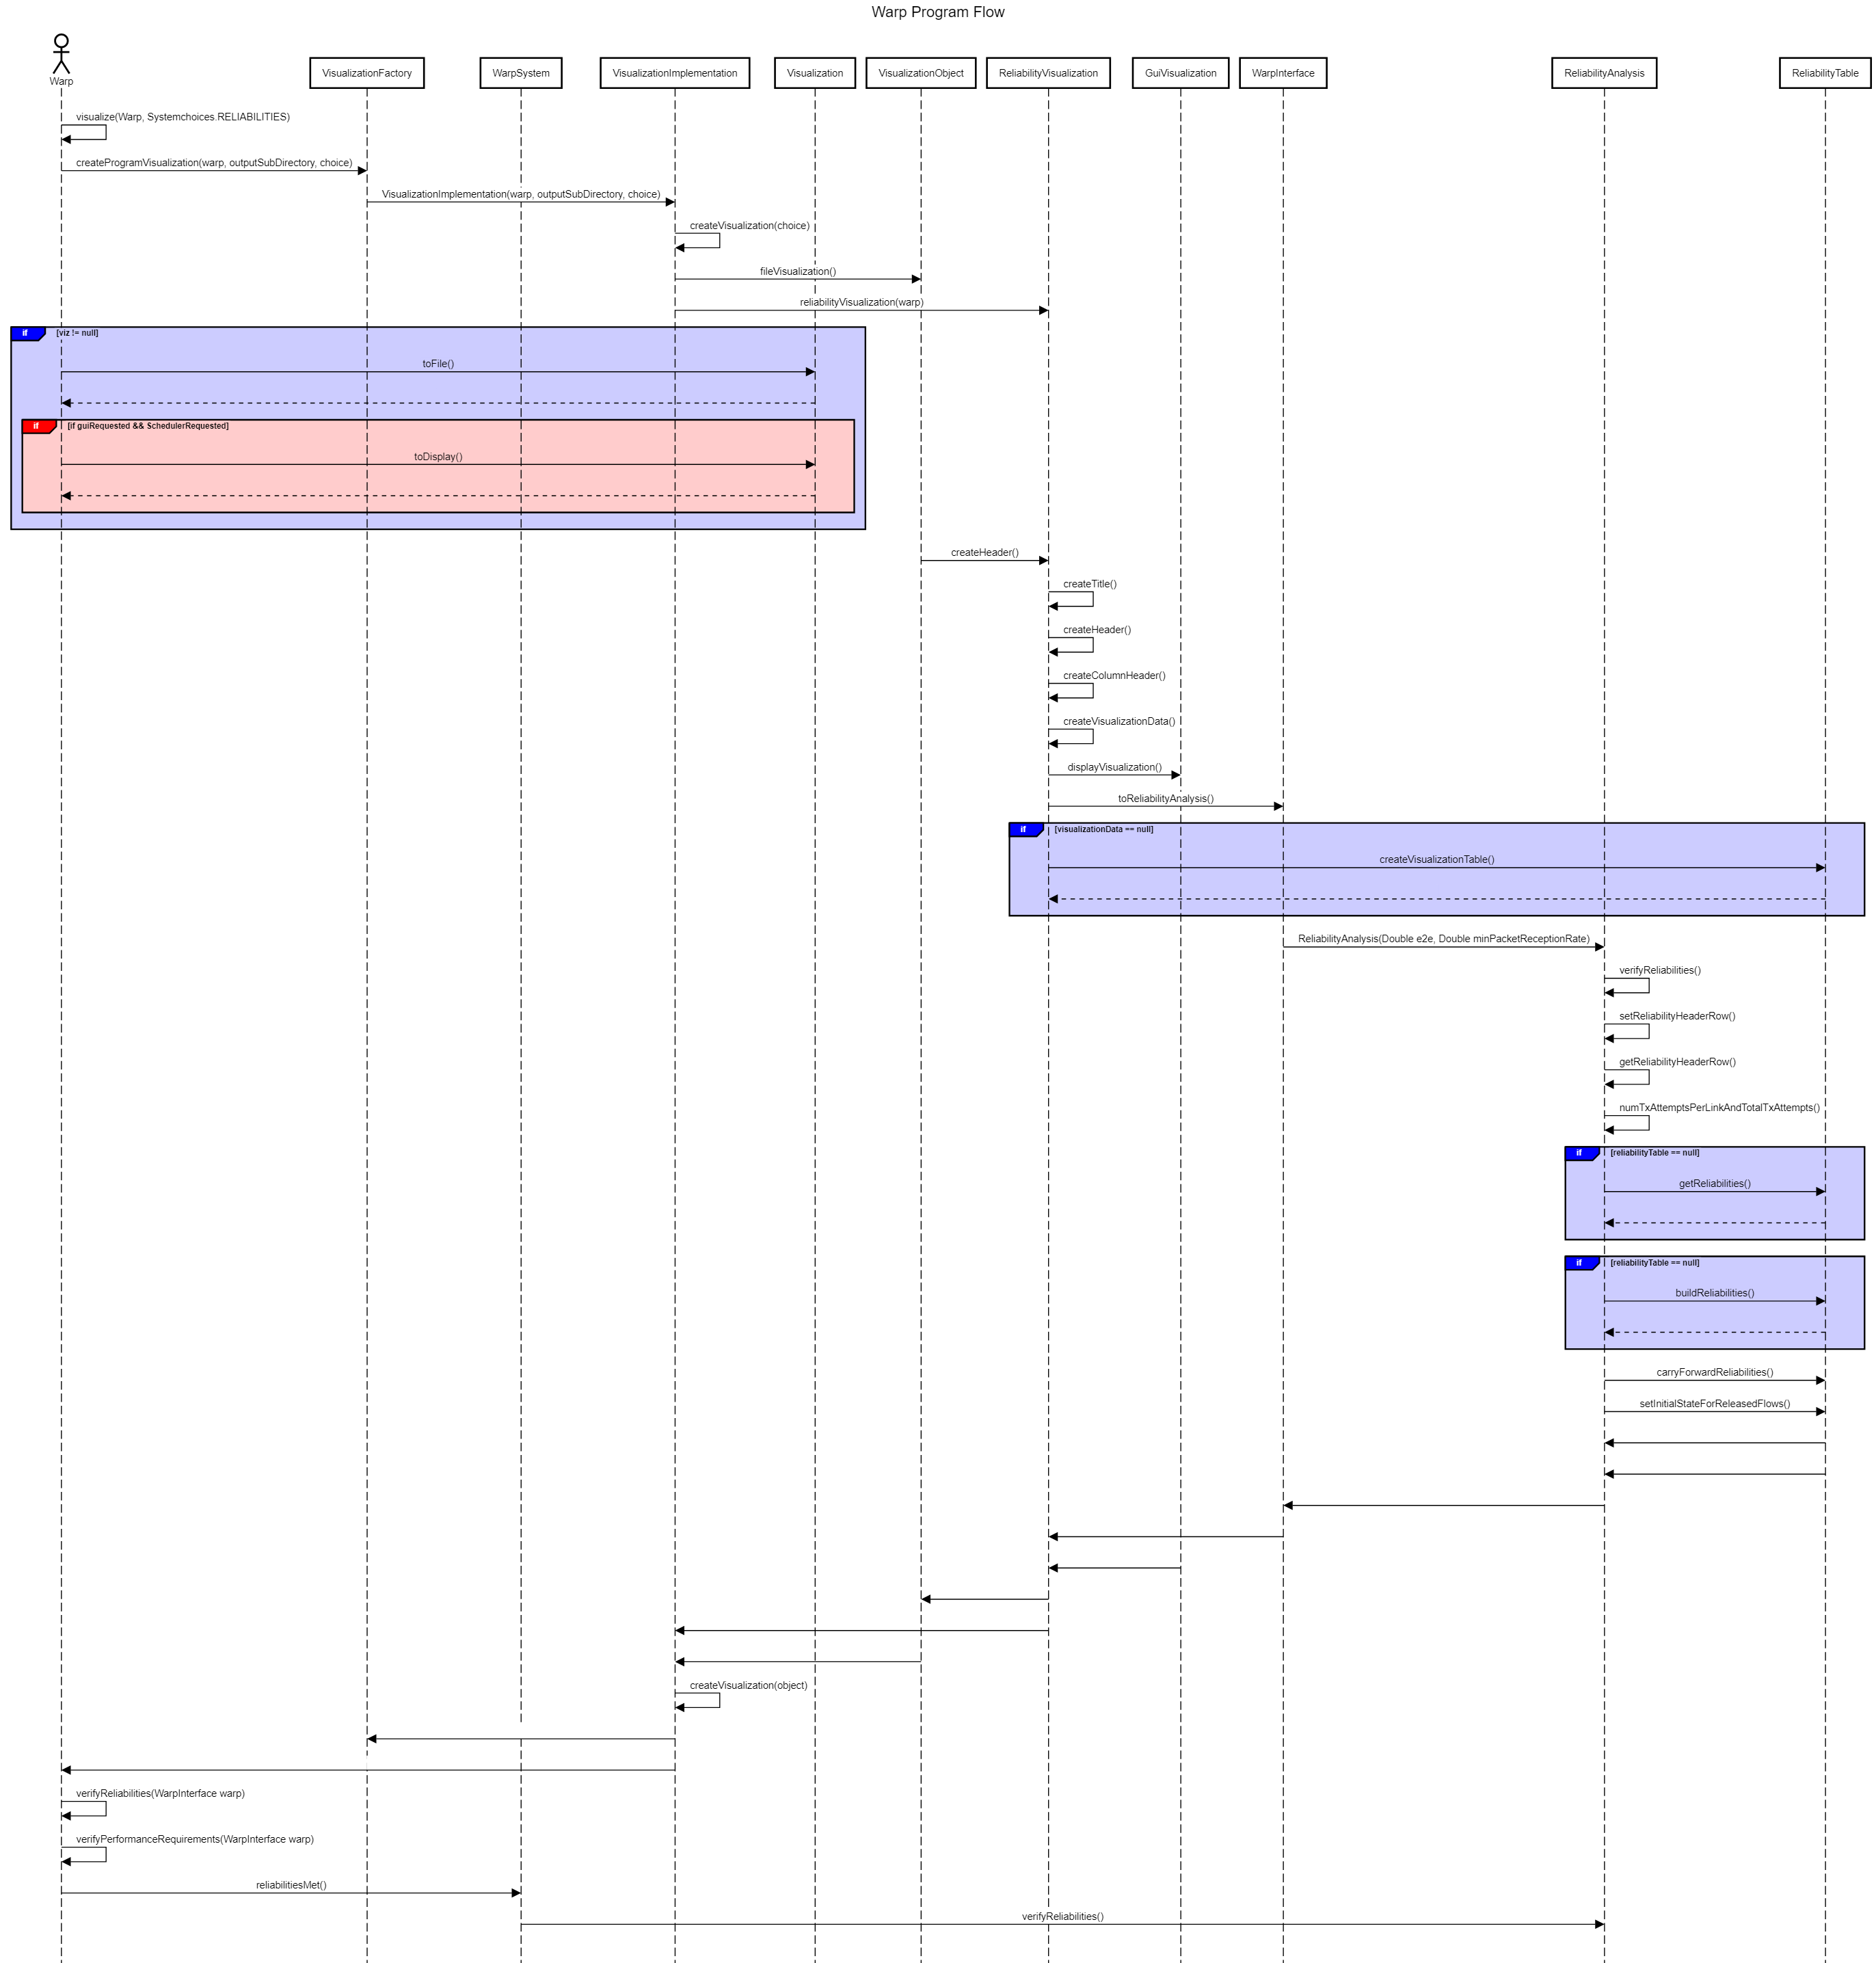 Warp Program Flow
Warp
VisualizationFactory
WarpSystem
VisualizationImplementation
Visualization
VisualizationObject
ReliabilityVisualization
GuiVisualization
WarpInterface
ReliabilityAnalysis
ReliabilityTable
visualize(Warp, Systemchoices.RELIABILITIES)
createProgramVisualization(warp, outputSubDirectory, choice)
VisualizationImplementation(warp, outputSubDirectory, choice)
createVisualization(choice)
fileVisualization()
reliabilityVisualization(warp)
if [viz != null]
toFile()
if [if guiRequested && SchedulerRequested]
toDisplay()
createHeader()
createTitle()
createHeader()
createColumnHeader()
createVisualizationData()
displayVisualization()
toReliabilityAnalysis()
if [visualizationData == null]
createVisualizationTable()
ReliabilityAnalysis(Double e2e, Double minPacketReceptionRate)
verifyReliabilities()
setReliabilityHeaderRow()
getReliabilityHeaderRow()
numTxAttemptsPerLinkAndTotalTxAttempts()
if [reliabilityTable == null]
getReliabilities()
if [reliabilityTable == null]
buildReliabilities()
carryForwardReliabilities()
setInitialStateForReleasedFlows()
createVisualization(object)
verifyReliabilities(WarpInterface warp)
verifyPerformanceRequirements(WarpInterface warp)
reliabilitiesMet()
verifyReliabilities()